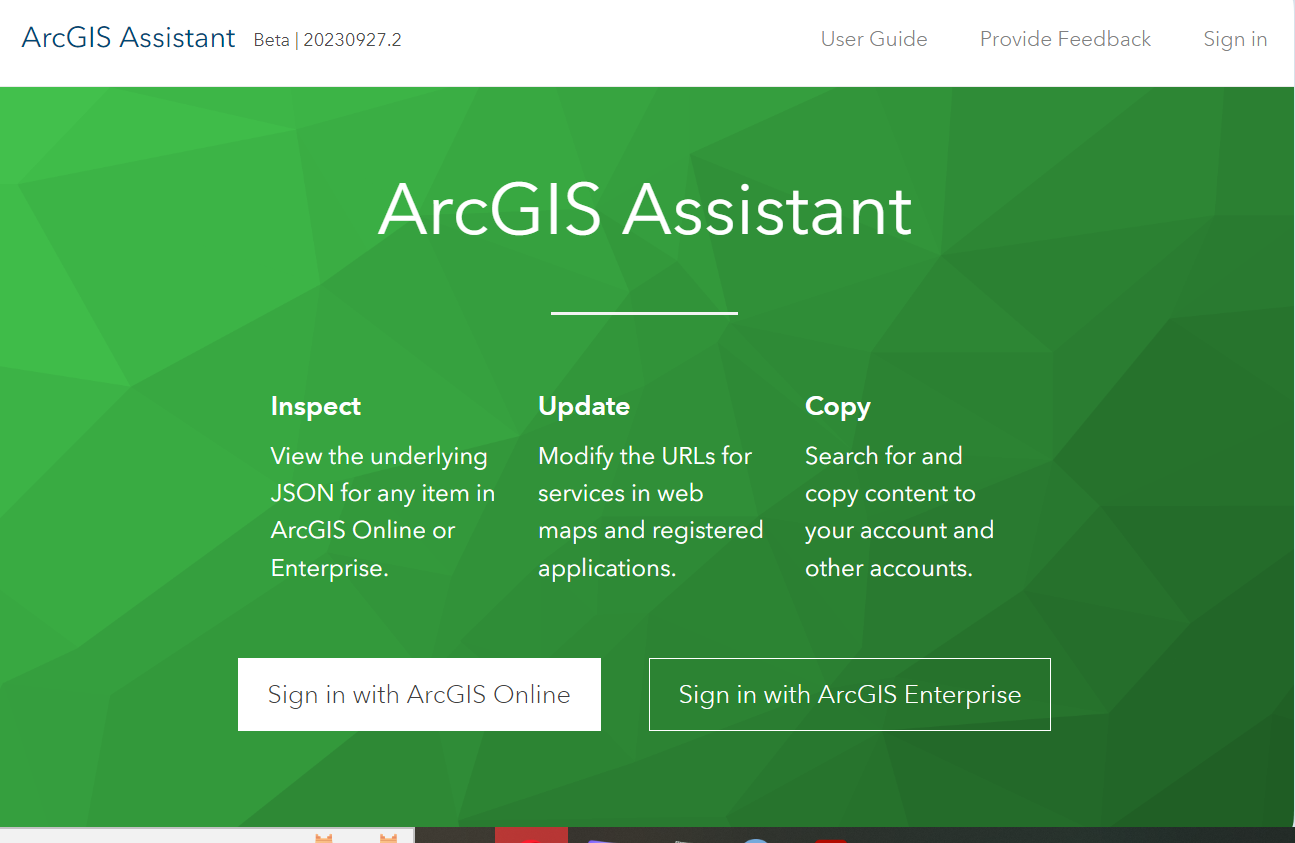 ArcGIS Assistant Beta | 20230927.2 User Guide Provide Feedback Sign in
ArcGIS Assistant
Inspect
View the underlying
JSON for any item in
ArcGIS Online or
Enterprise.
Update
Modify the URLs for
services in web
maps and registered
applications.
Copy
Search for and
copy content to
your account and
other accounts.
Sign in with ArcGIS Online
Sign in with ArcGIS Enterprise